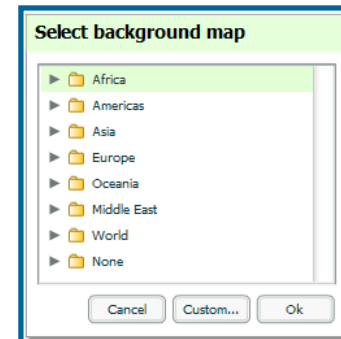 Select background map
Africa
Americas
Asia
Europe
Oceania
Middle East
World
None
Cancel Custom... Ok